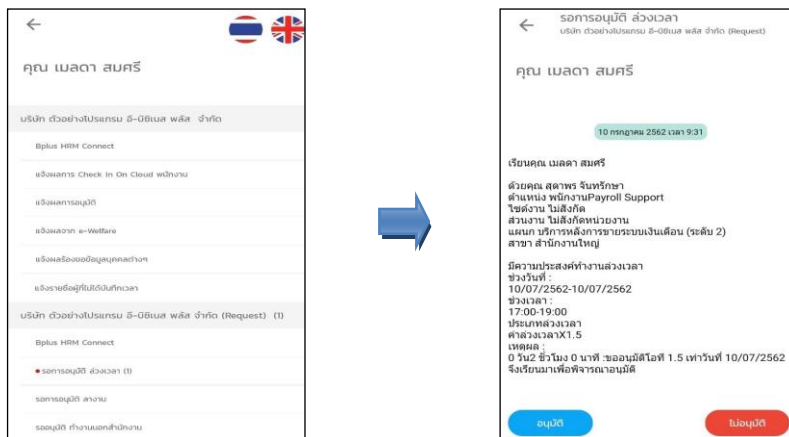 คุณ เมลดา สมศรี
บริษัท ตัวอย่างโปรแกรม อี-บิซิเนส พลัส จำกัด
Bplus HRM Connect
แจ้งผลการ Check In On Cloud พนักงาน
แจ้งผลการอนุมัติ
แจ้งผลจาก e-Welfare
แจ้งผลร้องขอข้อมูลบุคคลต่างๆ
แจ้งรายชื่อผู้ที่ไม่ได้บันทึกเวลา
บริษัท ตัวอย่างโปรแกรม อี-บิซิเนส พลัส จำกัด (Request) (1)
Bplus HRM Connect
รอการอนุมัติ ล่วงเวลา (1)
รอการอนุมัติ ลางาน
รออนุมัติ ทำงานนอกสำนักงาน
รอการอนุมัติ ล่วงเวลา
บริษัท ตัวอย่างโปรแกรม อี-บิซิเนส พลัส จำกัด (Request)
คุณ เมลดา สมศรี
10 กรกฎาคม 2562 เวลา 9:31
เรียนคุณ เมลดา สมศรี
ด้วยคุณ สุดาพร จันทรักษา
ตำแหน่ง พนักงานPayroll Support
ไซด์งาน ไม่สังกัด
ส่วนงาน ไม่สังกัดหน่วยงาน
แผนก บริการหลังการขายระบบเงินเดือน (ระดับ 2)
สาขา สำนักงานใหญ่
มีความประสงค์ทำงานล่วงเวลา
ช่วงวันที่ :
10/07/2562-10/07/2562
ช่วงเวลา :
17:00-19:00
ประเภทล่วงเวลา
ค่าล่วงเวลาX1.5
เหตุผล :
0 วัน2 ชั่วโมง 0 นาที :ขออนุมัติโอที 1.5 เท่าวันที่ 10/07/2562
จึงเรียนมาเพื่อพิจารณาอนุมัติ
อนุมัติ
ไม่อนุมัติ